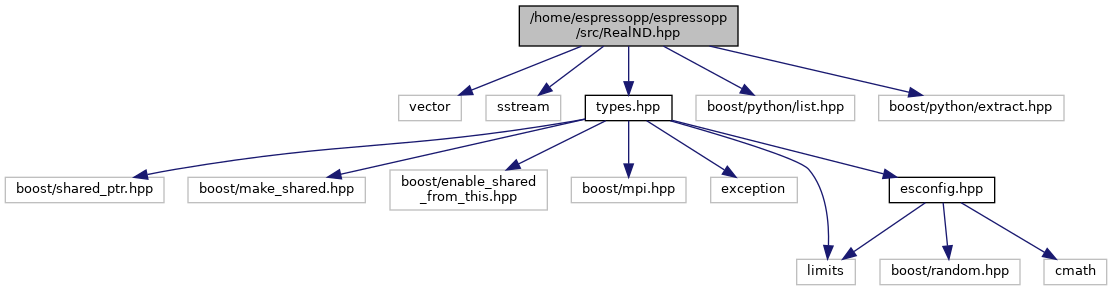 /home/espressopp/espressopp
/src/RealND.hpp
vector
sstream
types.hpp
boost/python/list.hpp
boost/python/extract.hpp
boost/shared_ptr.hpp
boost/make_shared.hpp
boost/enable_shared
_from_this.hpp
boost/mpi.hpp
exception
esconfig.hpp
limits
boost/random.hpp
cmath